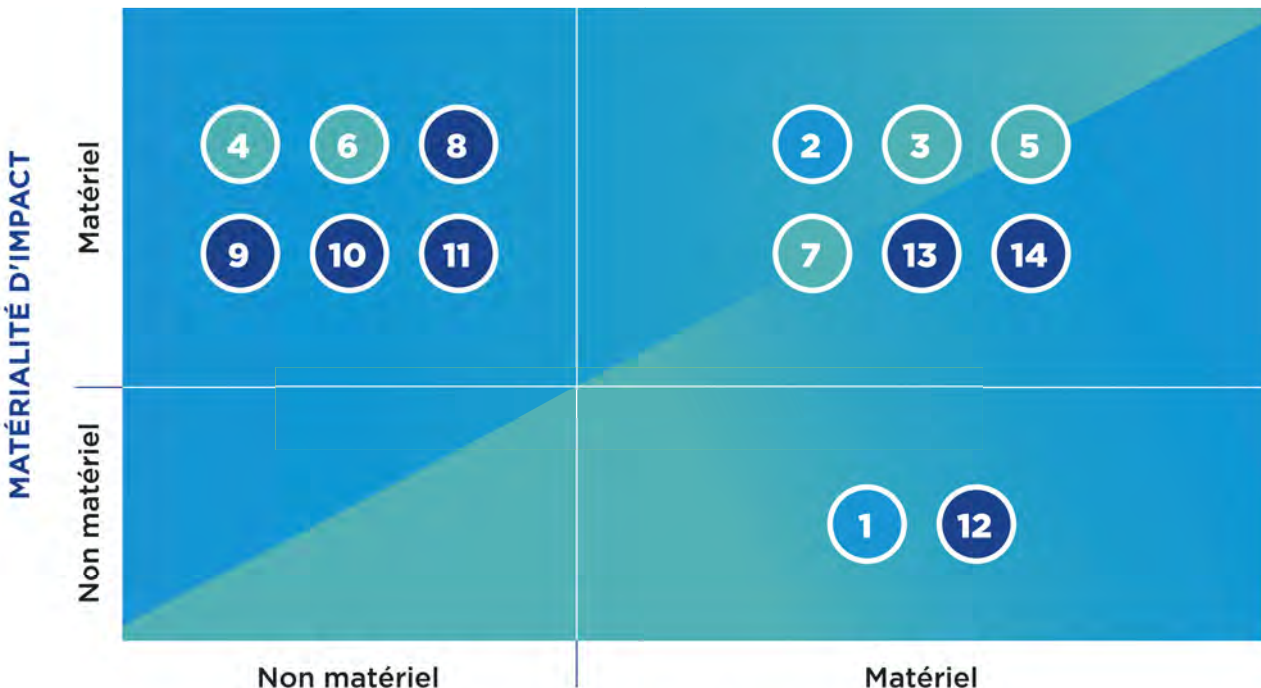 MATÉRIALITÉ D'IMPACT
Matériel
Non matériel
4 6 8
9 10 11
2 3 5
7 13 14
1 12
Non matériel
Matériel